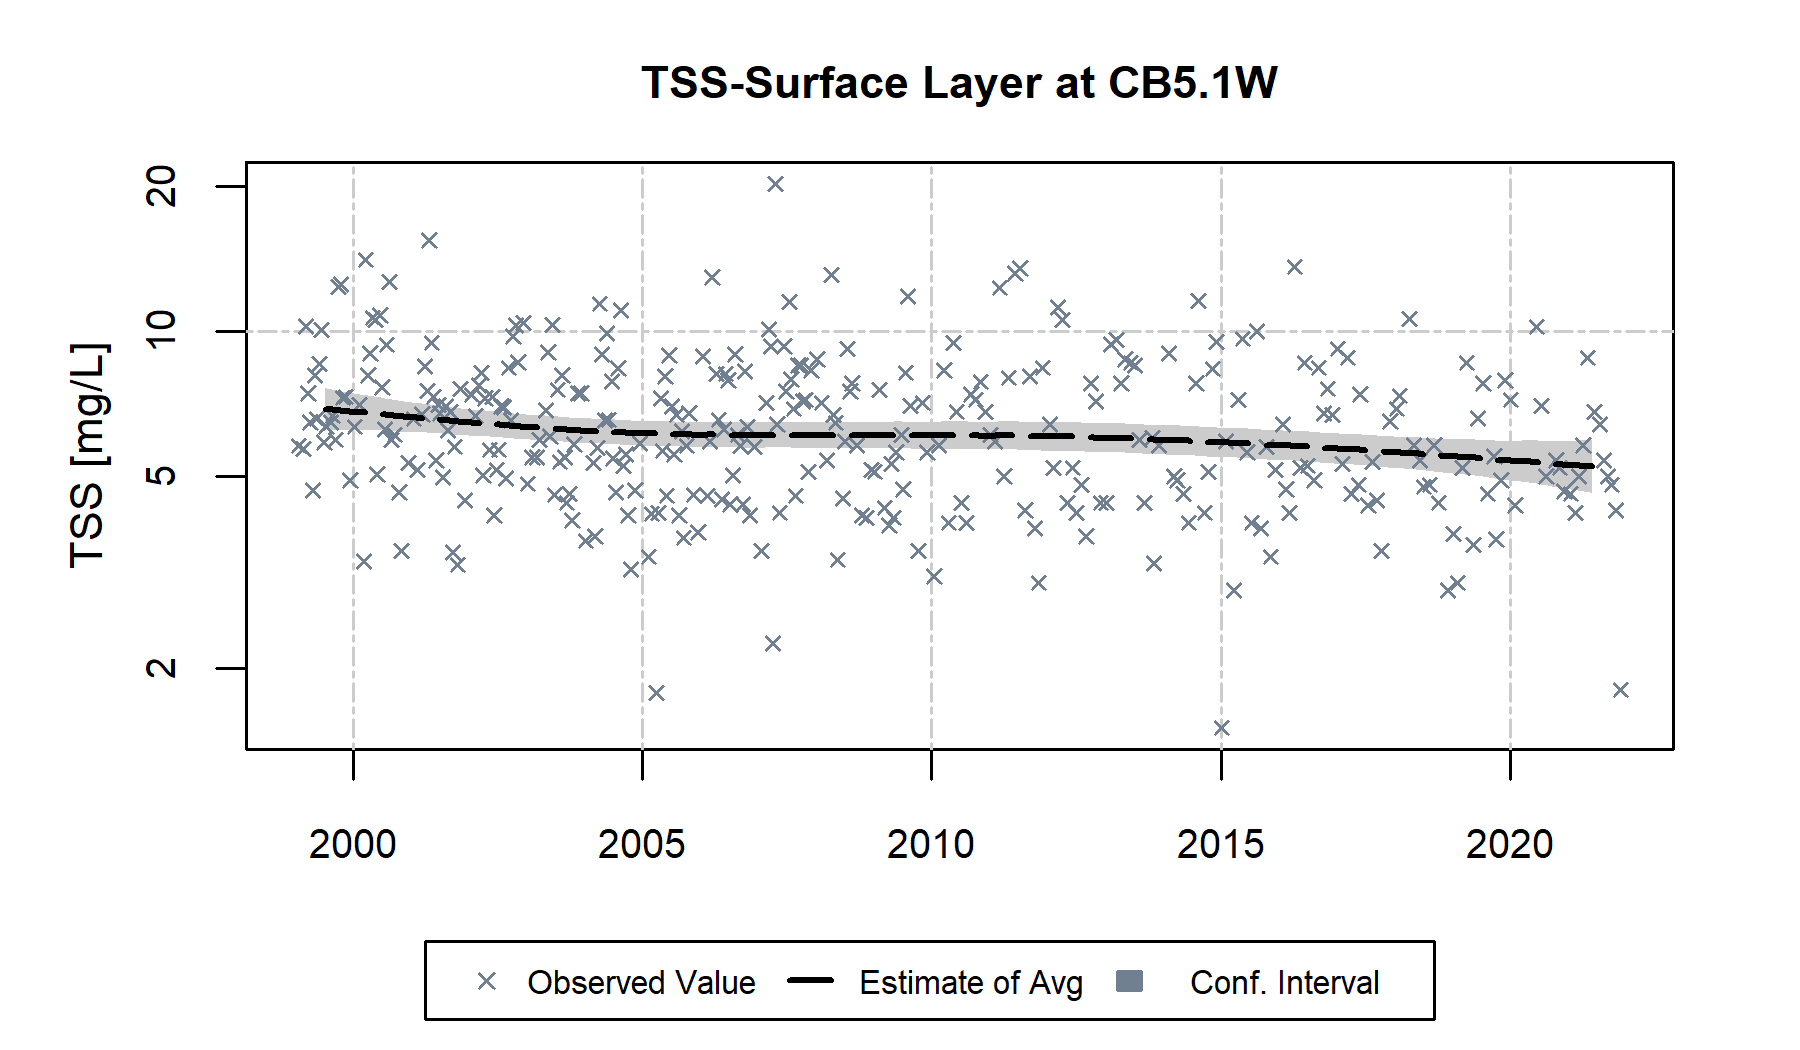 TSS-Surface Layer at CB5.1W
TSS [mg/L]
20
10
5
2
2000 2005 2010 2015 2020
Observed Value Estimate of Avg Conf. Interval